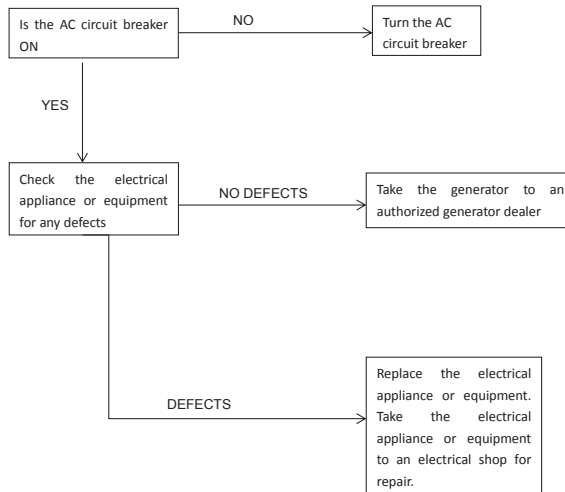 Is the AC circuit breaker
ON
NO
Turn the AC
circuit breaker
YES
Check the electrical
appliance or equipment
for any defects
NO DEFECTS
Take the generator to an
authorized generator dealer
DEFECTS
Replace the electrical
appliance or equipment.
Take the electrical
appliance or equipment
to an electrical shop for
repair.